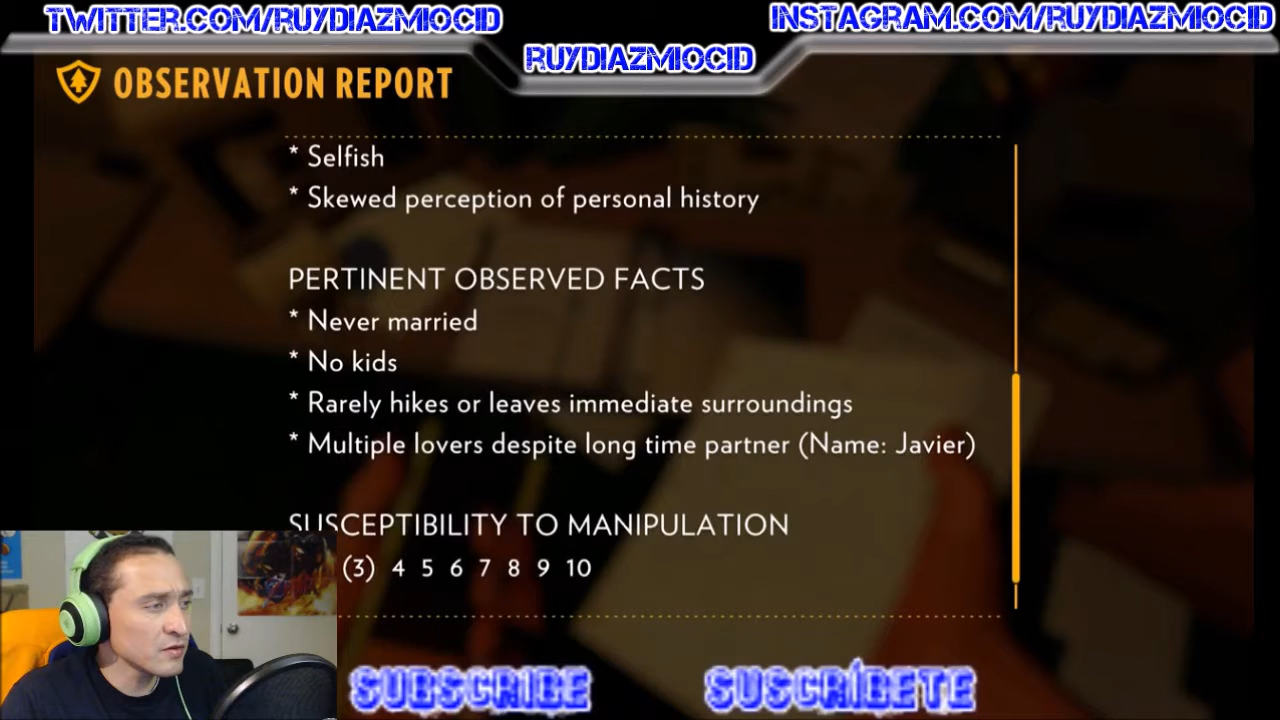 TWITTER.COM/RUYDIAZMIOCID
INSTAGRAM.COM/RUYDIAZMIOCID
RUYDIAZMIOCID
OBSERVATION REPORT
* Selfish
* Skewed perception of personal history
PERTINENT OBSERVED FACTS
* Never married
* No kids
* Rarely hikes or leaves immediate surroundings
* Multiple lovers despite long time partner (Name: Javier)
SUSCEPTIBILITY TO MANIPULATION
(3) 4 5 6 7 8 9 10
SUBSCRIBE
SUSCRÍBETE